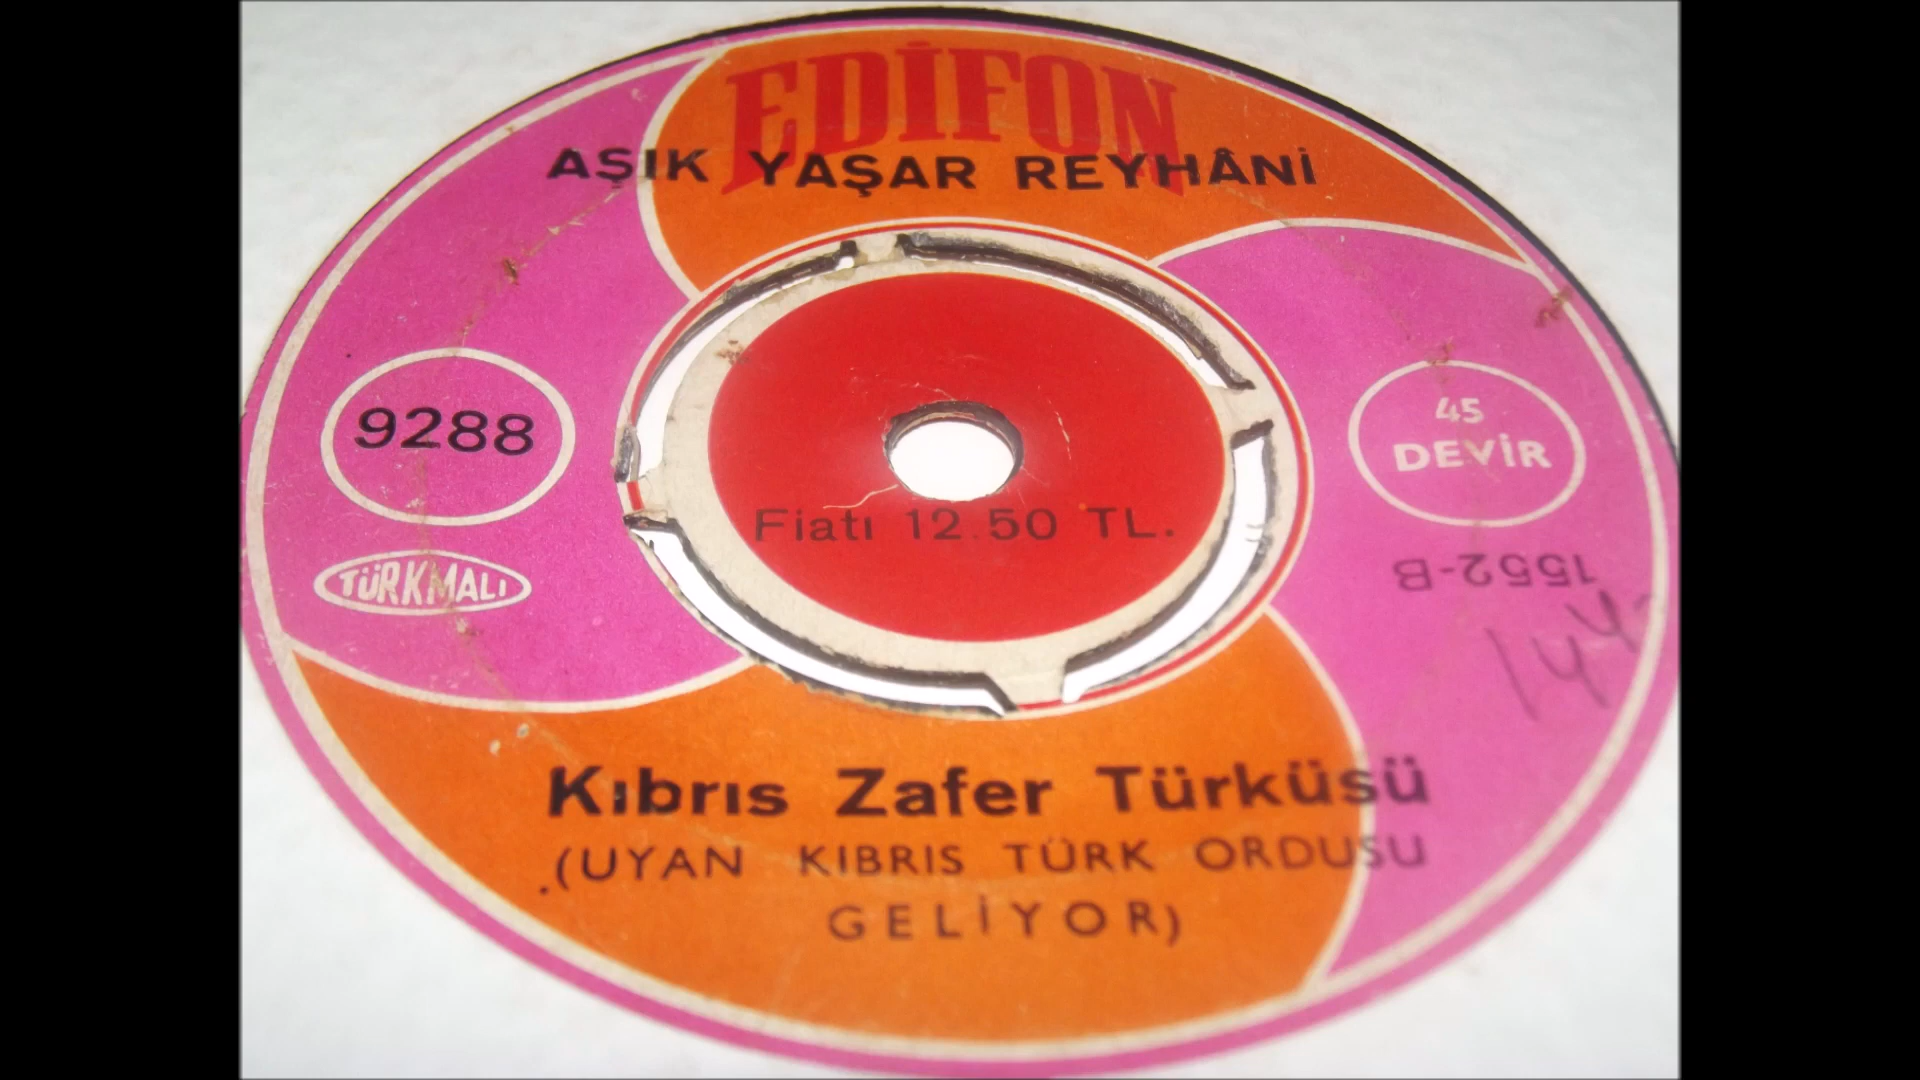 EDİFON
AŞIK YAŞAR REYHÂNİ
9288
45
DEVİR
Fiatı 12.50 TL.
TÜRKMALI
1552-B
144
Kıbrıs Zafer Türküsü
(UYAN KIBRIS TÜRK ORDUSU
GELİYOR)